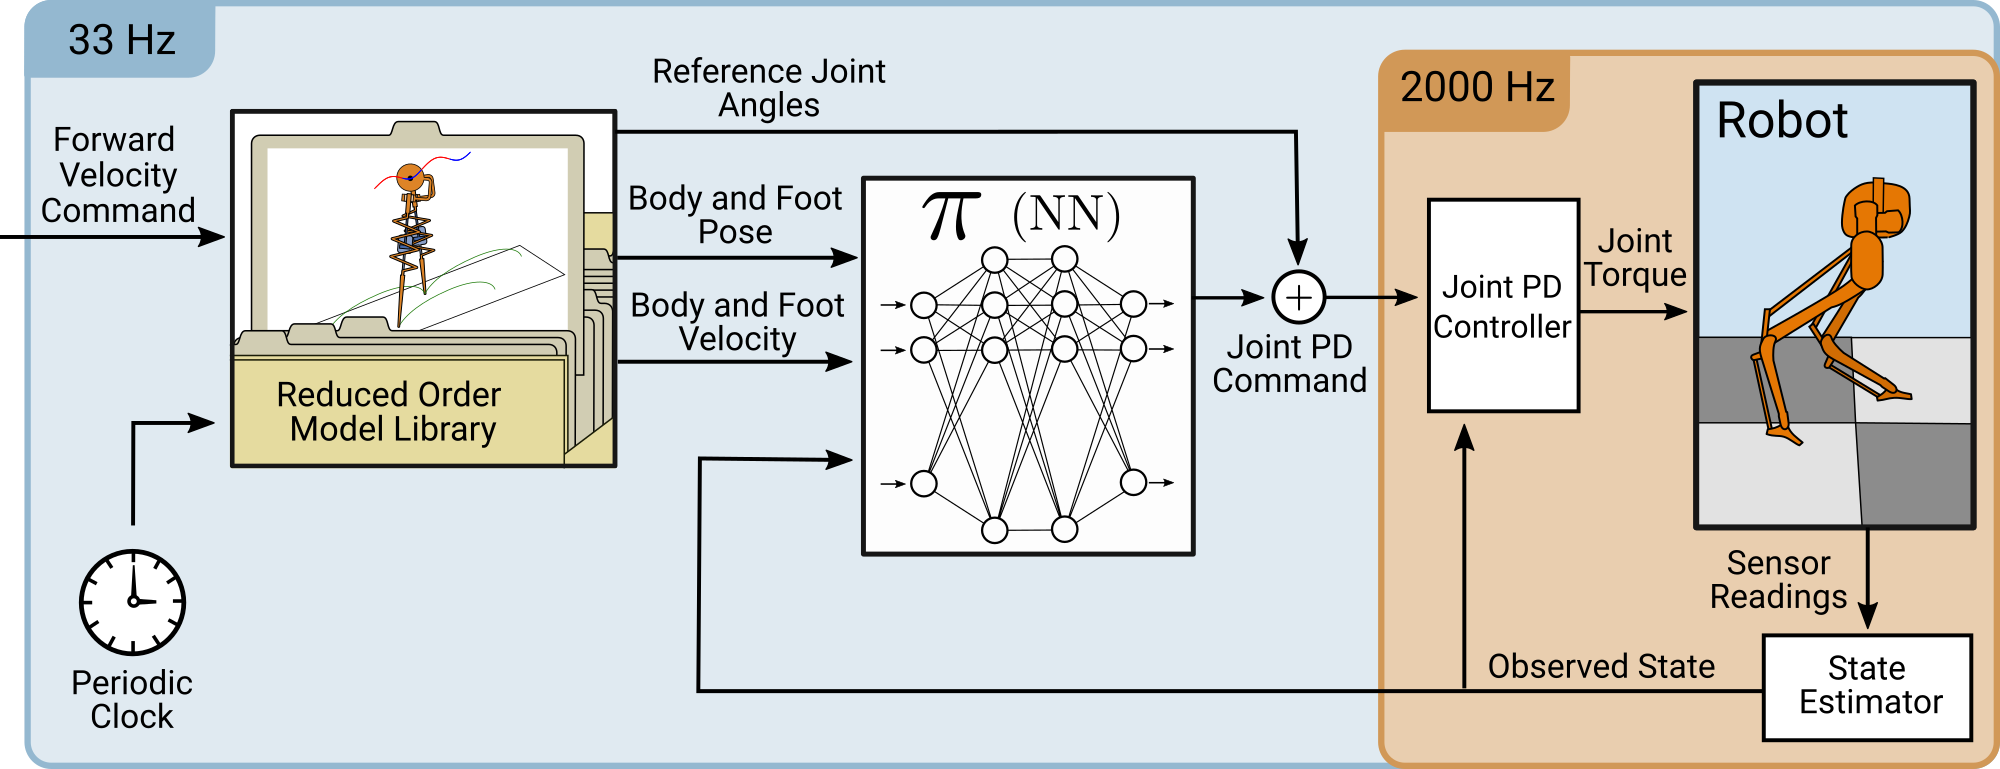 33 Hz
Forward
Velocity
Command
Reduced Order
Model Library
Periodic
Clock
Reference Joint
Angles
Body and Foot
Pose
Body and Foot
Velocity
π (NN)
+
Joint PD
Command
2000 Hz
Joint PD
Controller
Joint
Torque
Robot
Sensor
Readings
Observed State
State
Estimator